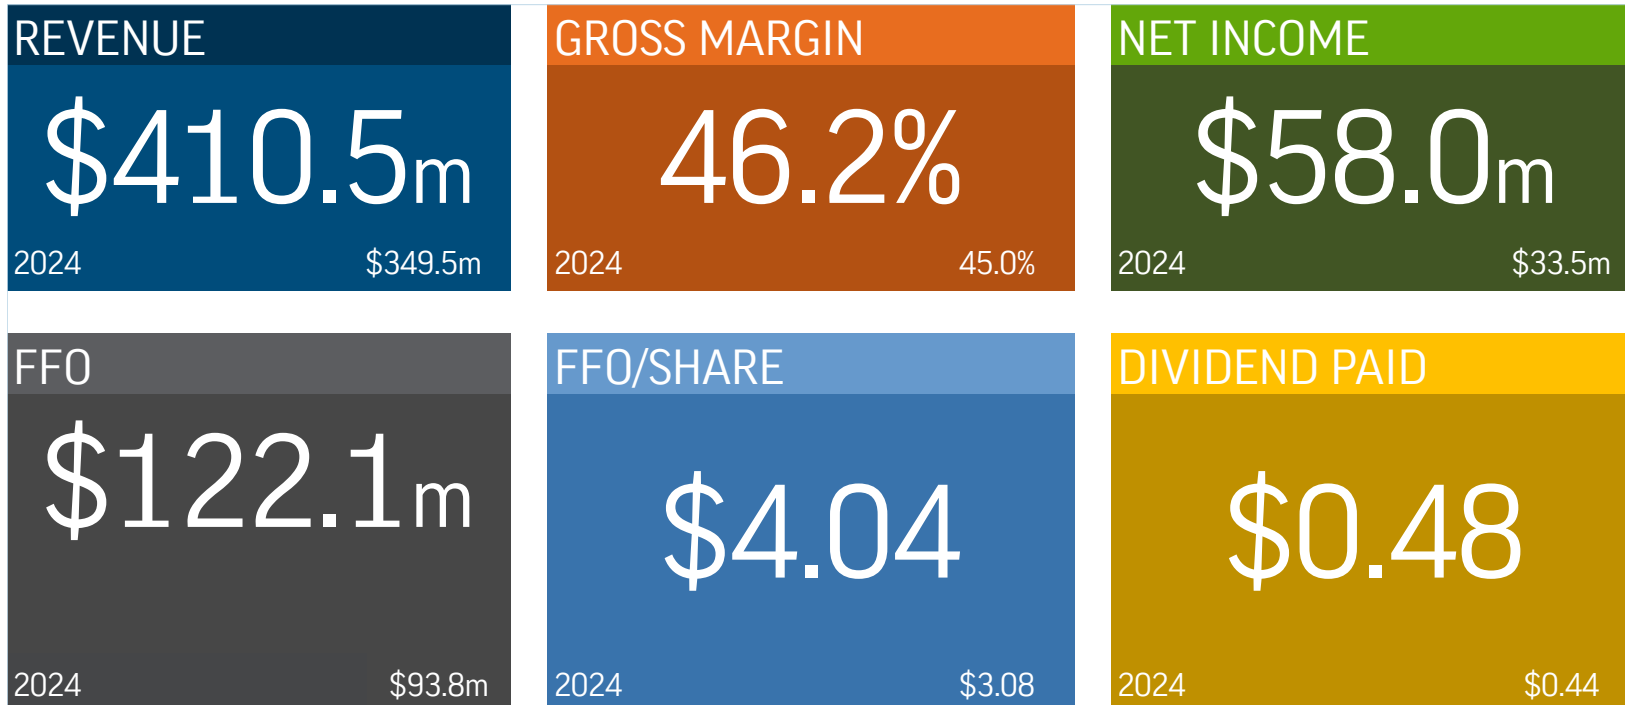 REVENUE
$410.5m
2024 $349.5m
GROSS MARGIN
46.2%
2024 45.0%
NET INCOME
$58.0m
2024 $33.5m
FFO
$122.1m
2024 $93.8m
FFO/SHARE
$4.04
2024 $3.08
DIVIDEND PAID
$0.48
2024 $0.44